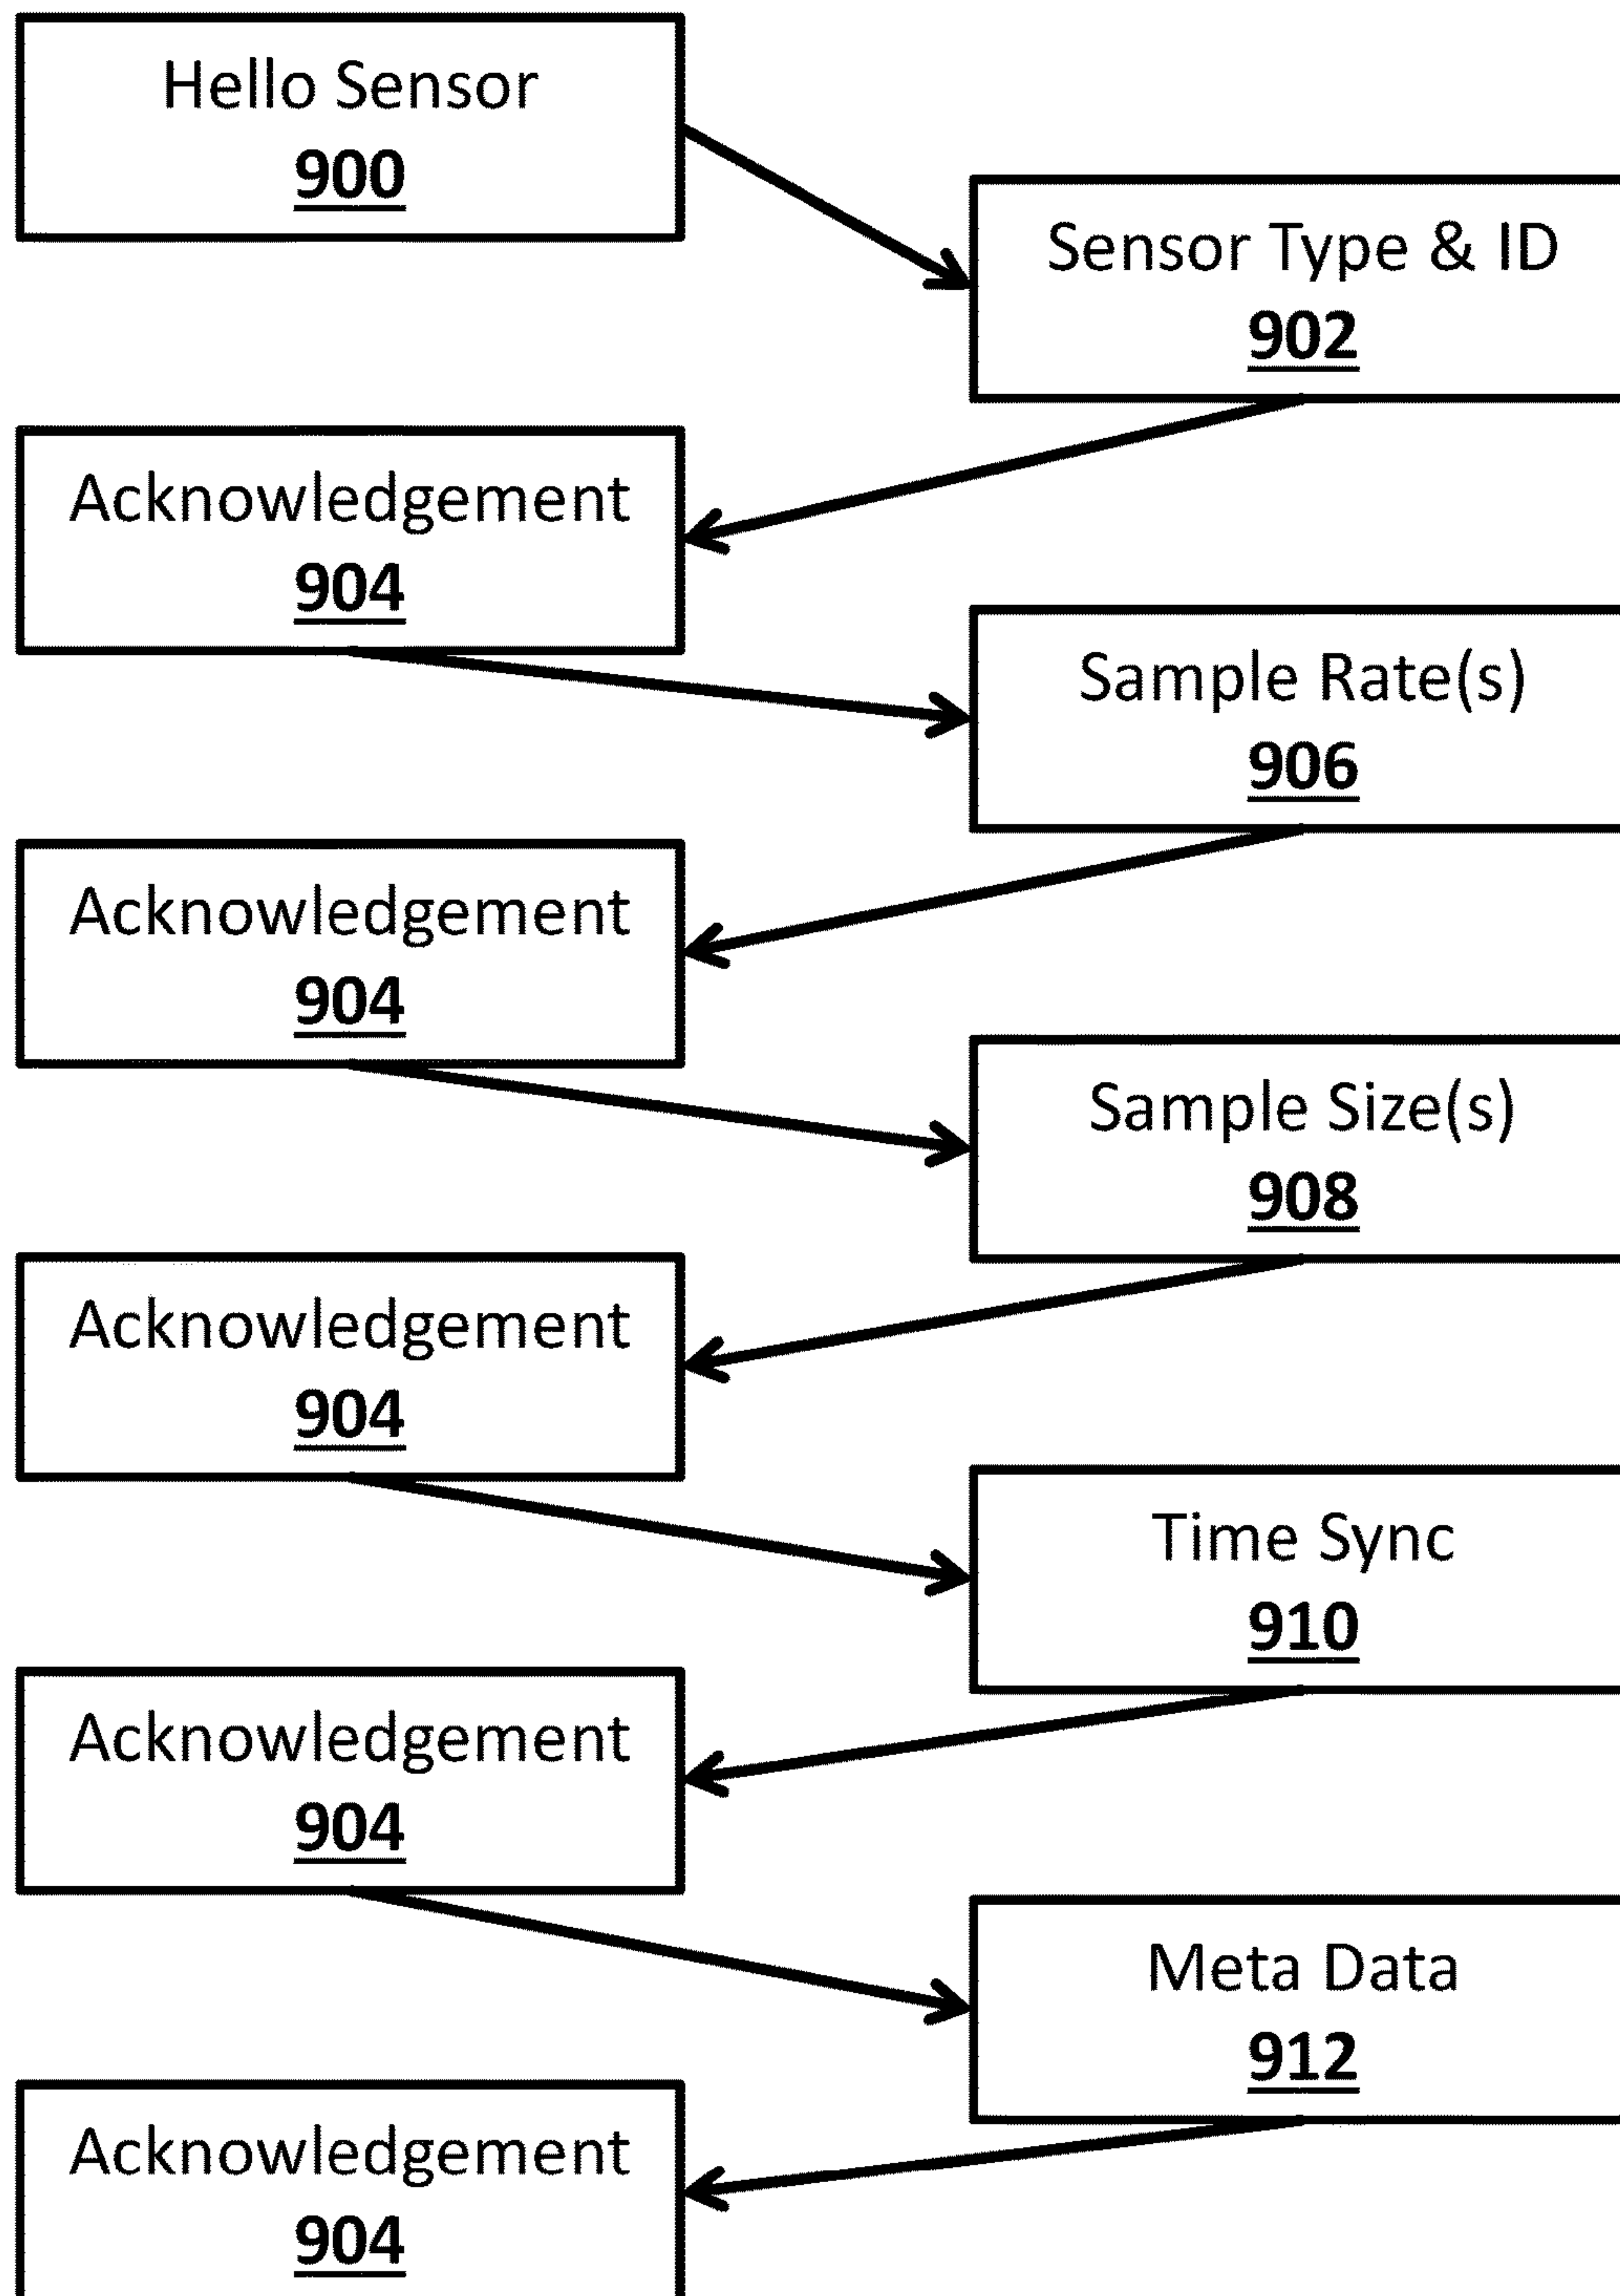 Hello Sensor
900
Sensor Type & ID
902
Acknowledgement
904
Sample Rate(s)
906
Acknowledgement
904
Sample Size(s)
908
Acknowledgement
904
Time Sync
910
Acknowledgement
904
Meta Data
912
Acknowledgement
904